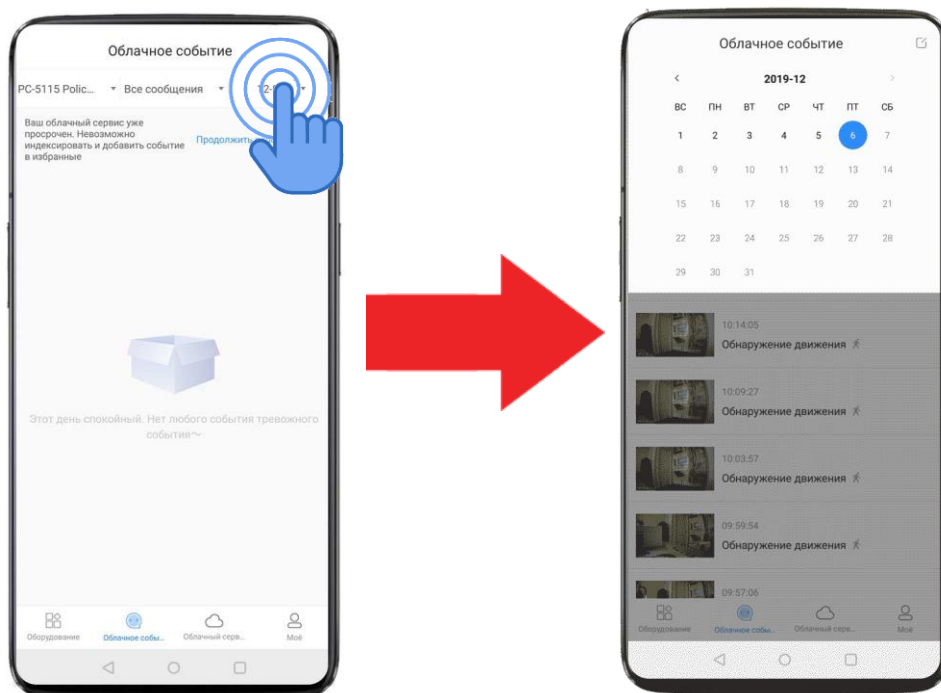 Облачное событие
PC-5115 Polic... Все сообщения
Ваш облачный сервис уже
просрочен. Невозможно
индексировать и добавить событие
в избранные
Продолжить
Этот день спокойный. Нет любого события тревожного
события～
Оборудование Облачное собы... Облачный серв... Моё
Облачное событие
2019-12
ВС ПН ВТ СР ЧТ ПТ СБ
1 2 3 4 5 6 7
8 9 10 11 12 13 14
15 16 17 18 19 20 21
22 23 24 25 26 27 28
29 30 31
10:14:05
Обнаружение движения
10:09:27
Обнаружение движения
10:03:57
Обнаружение движения
09:59:54
Обнаружение движения
09:57:06
Оборудование Облачное собы... Облачный серв... Моё